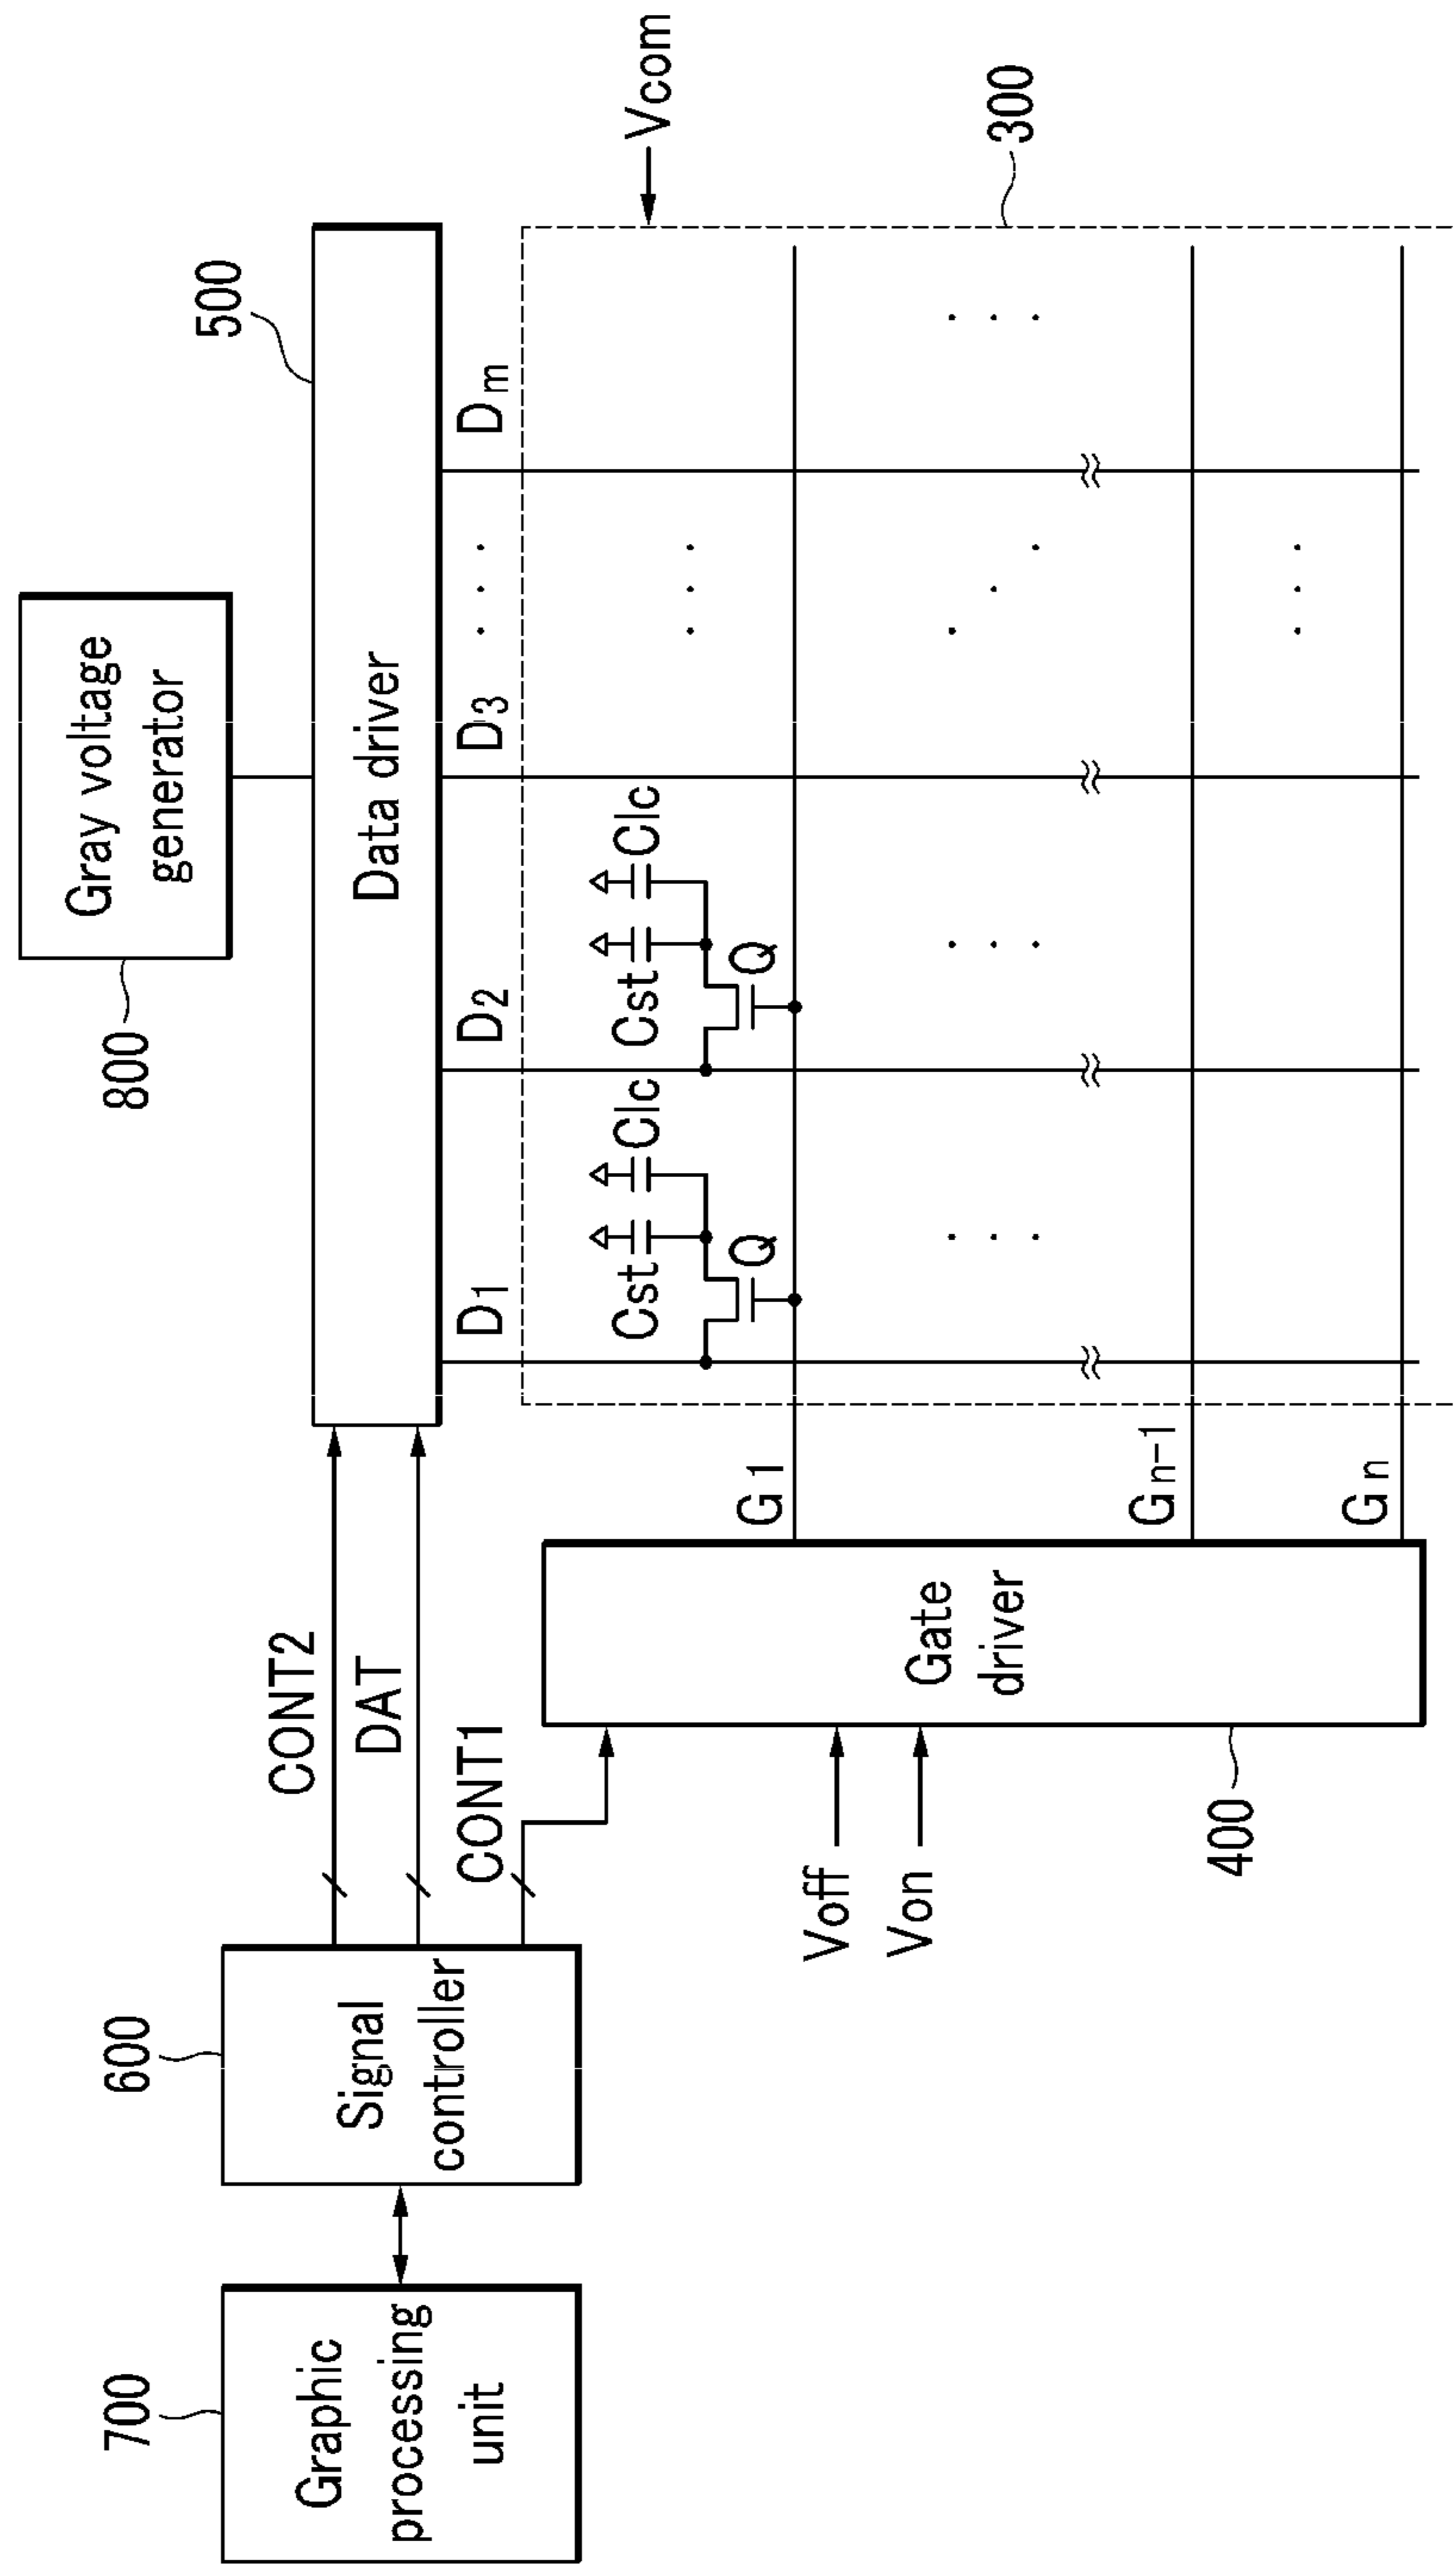 800
Gray voltage
generator
500
Data driver
700
Graphic
processing
unit
600
Signal
controller
CONT2
DAT
CONT1
D1
D2
D3
Dm
Vcom
300
Cst
Clc
Q
Cst
Clc
Q
G1
Gn-1
Gn
Voff
Von
Gate
driver
400